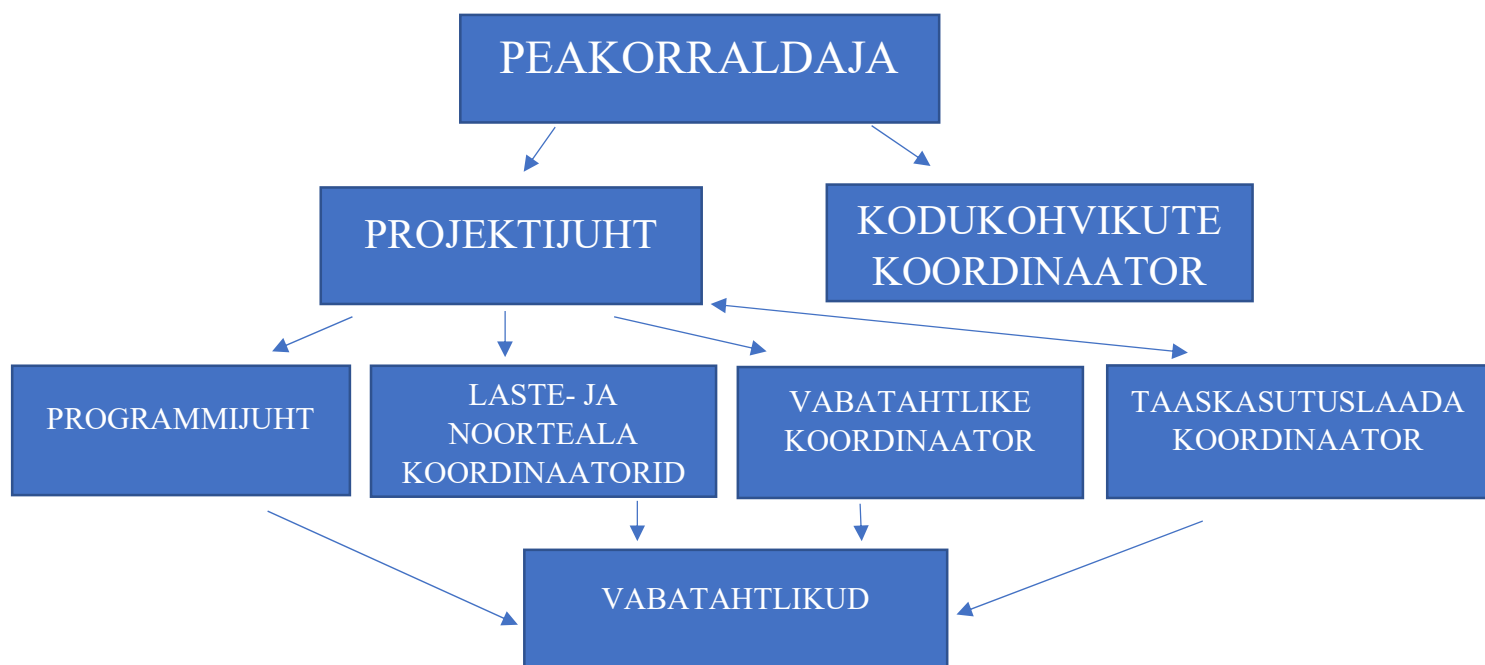 PEAKORRALDAJA
PROJEKTIJUHT
KODUKOHVIKUTE
KOORDINAATOR
PROGRAMMIJUHT
LASTE- JA
NOORTEALA
KOORDINAATORID
VABATAHTLIKE
KOORDINAATOR
TAASKASUTUSLAADA
KOORDINAATOR
VABATAHTLIKUD